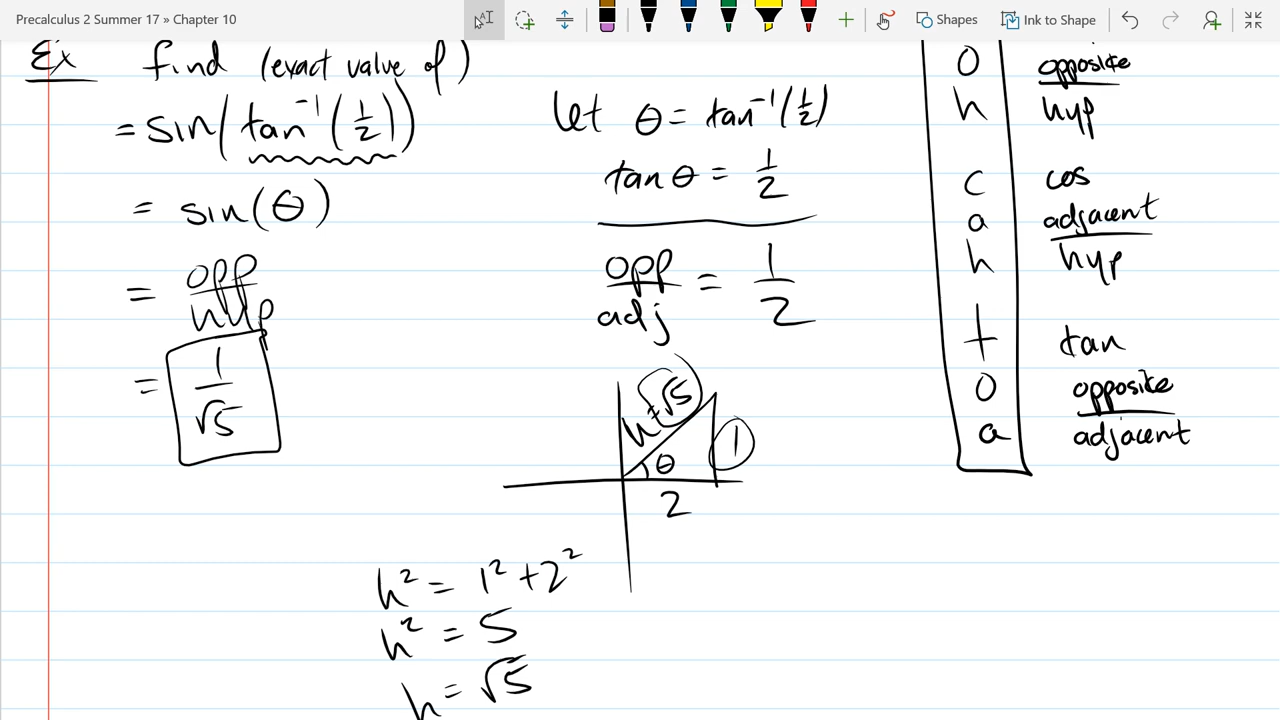 Precalculus 2 Summer 17 » Chapter 10
Shapes
Ink to Shape
Ex find (exact value of)
= sin(tan⁻¹(1/2))
= sin(θ)
= opp/hyp
= 1/√5
let θ = tan⁻¹(1/2)
tan θ = 1/2
opp/adj = 1/2
h = √5
1
θ
2
h² = 1² + 2²
h² = 5
h = √5
o opposite
h hyp
c cos
a adjacent
h hyp
t tan
o opposite
a adjacent